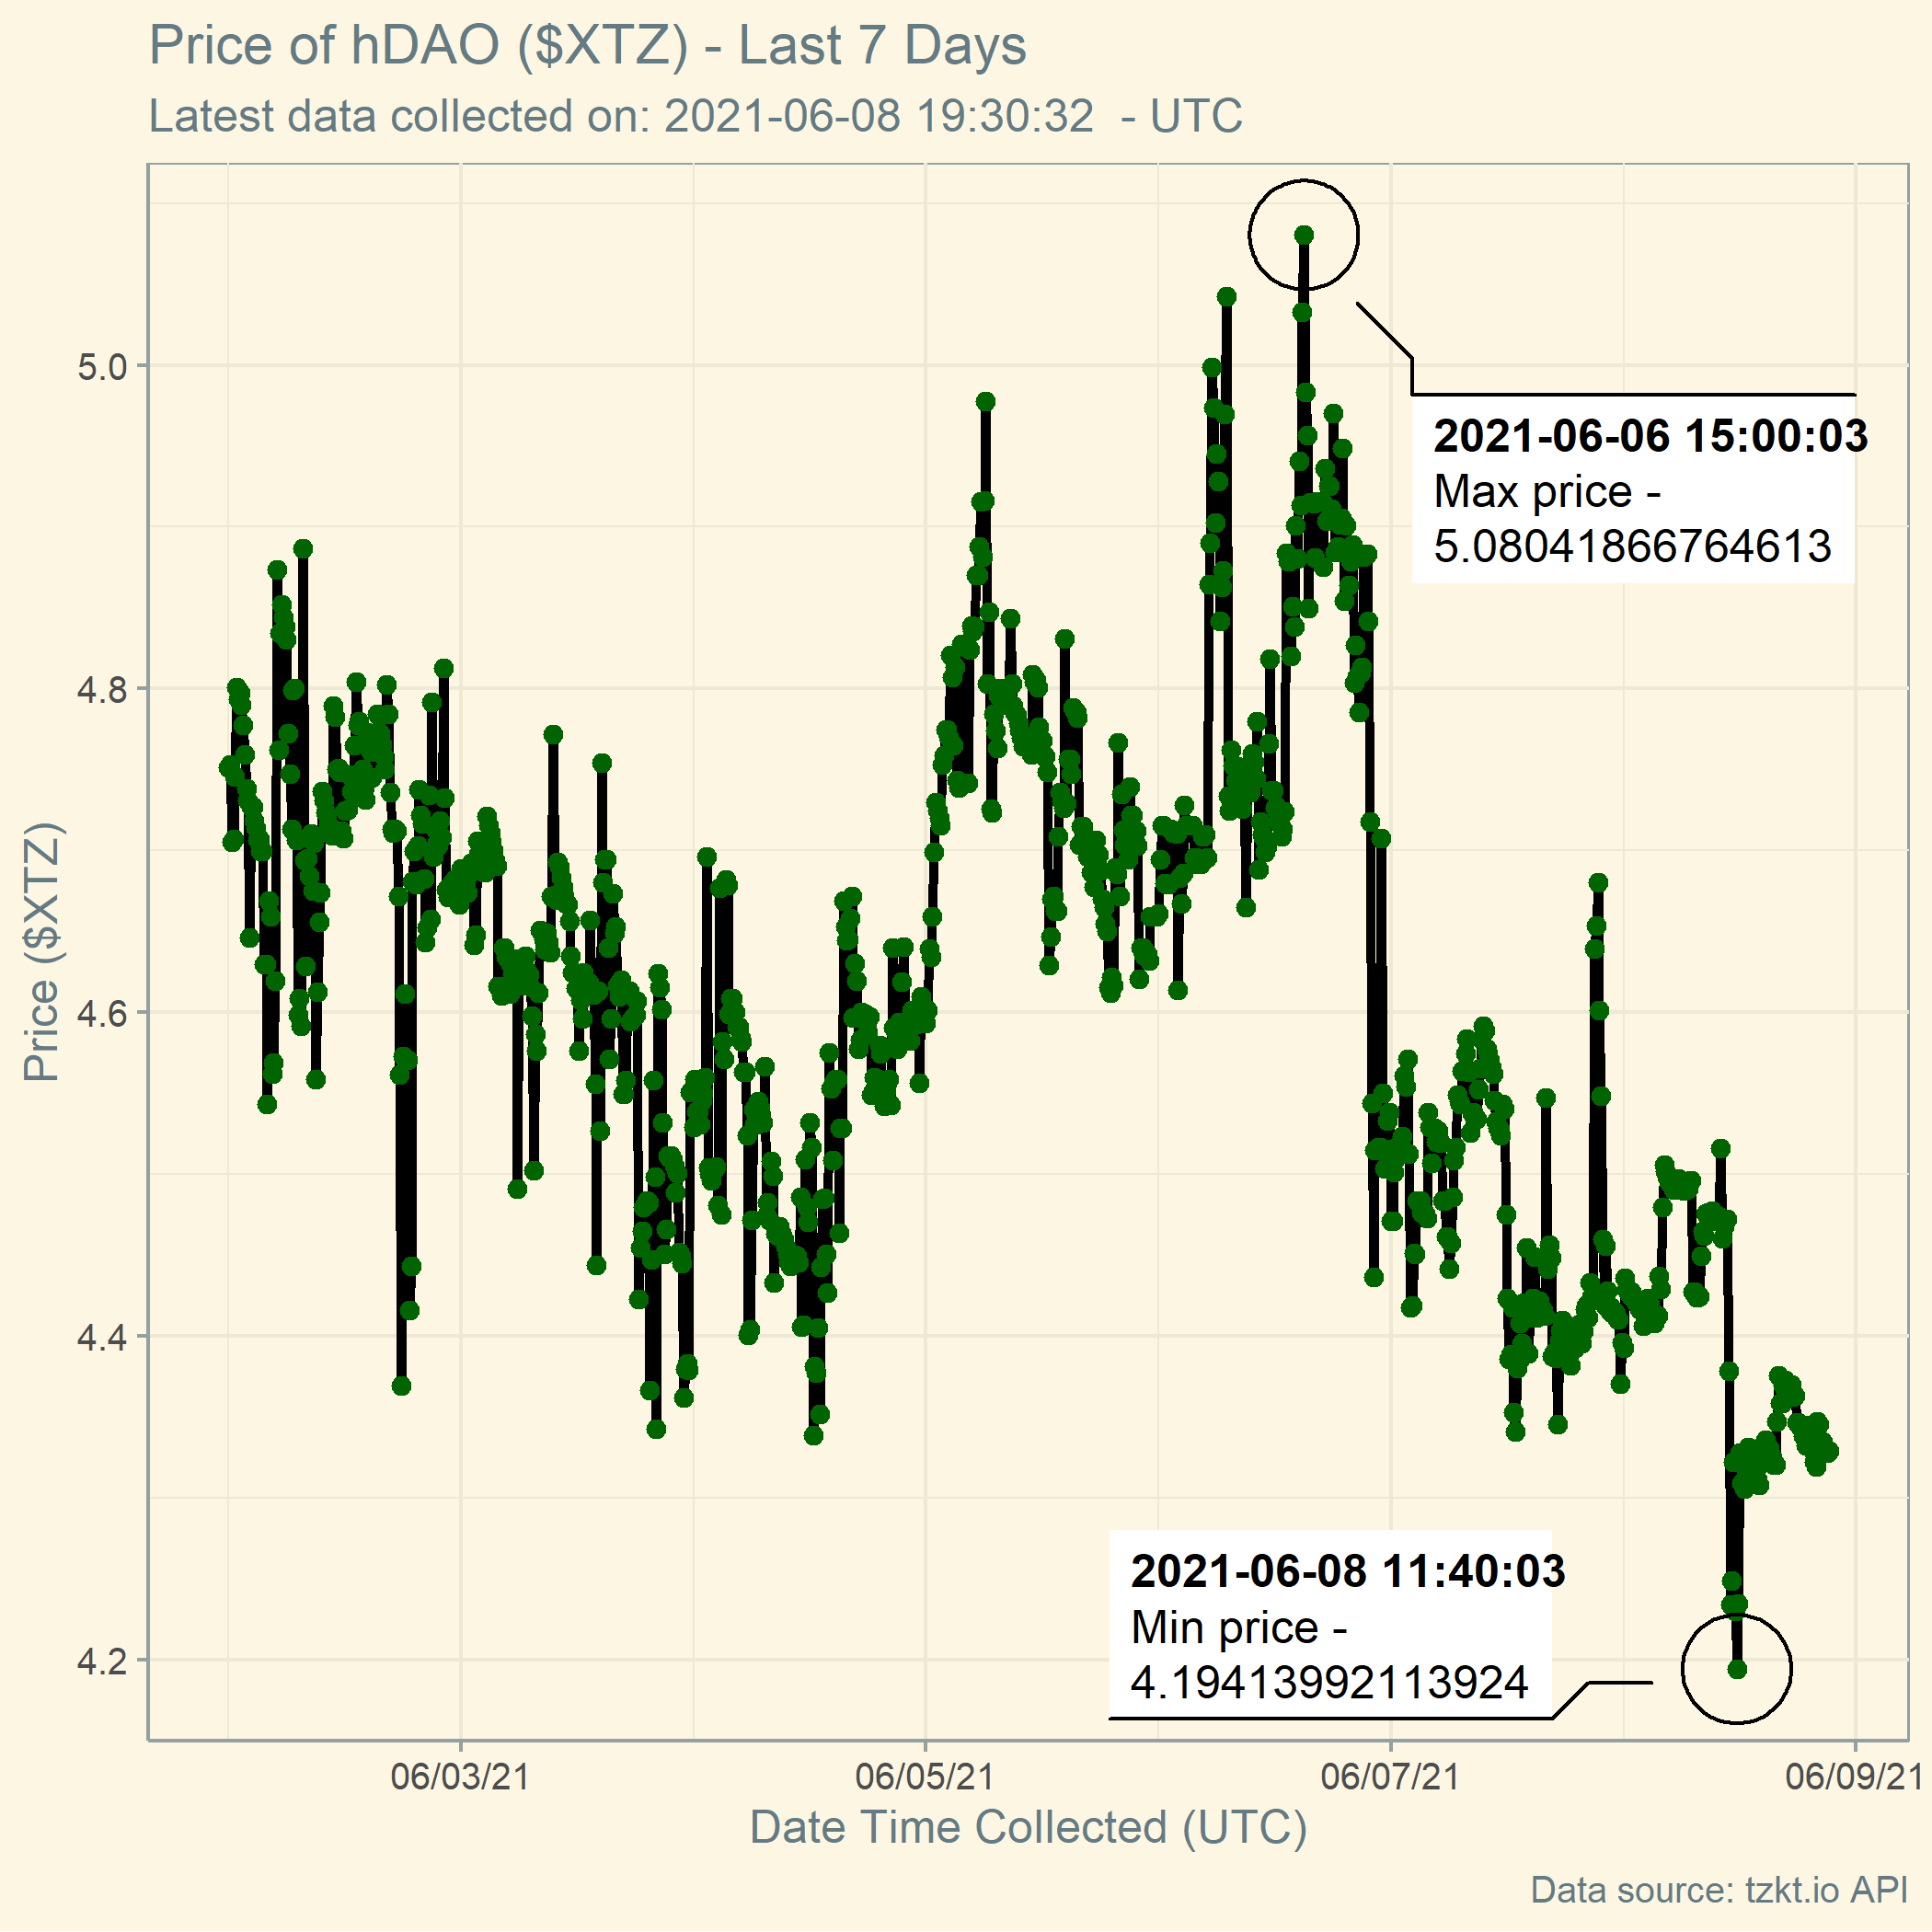 Price of hDAO ($XTZ) - Last 7 Days
Latest data collected on: 2021-06-08 19:30:32  - UTC
5.0
4.8
4.6
4.4
4.2
Price ($XTZ)
2021-06-06 15:00:03
Max price -
5.08041866764613
2021-06-08 11:40:03
Min price -
4.19413992113924
06/03/21
06/05/21
06/07/21
06/09/21
Date Time Collected (UTC)
Data source: tzkt.io API